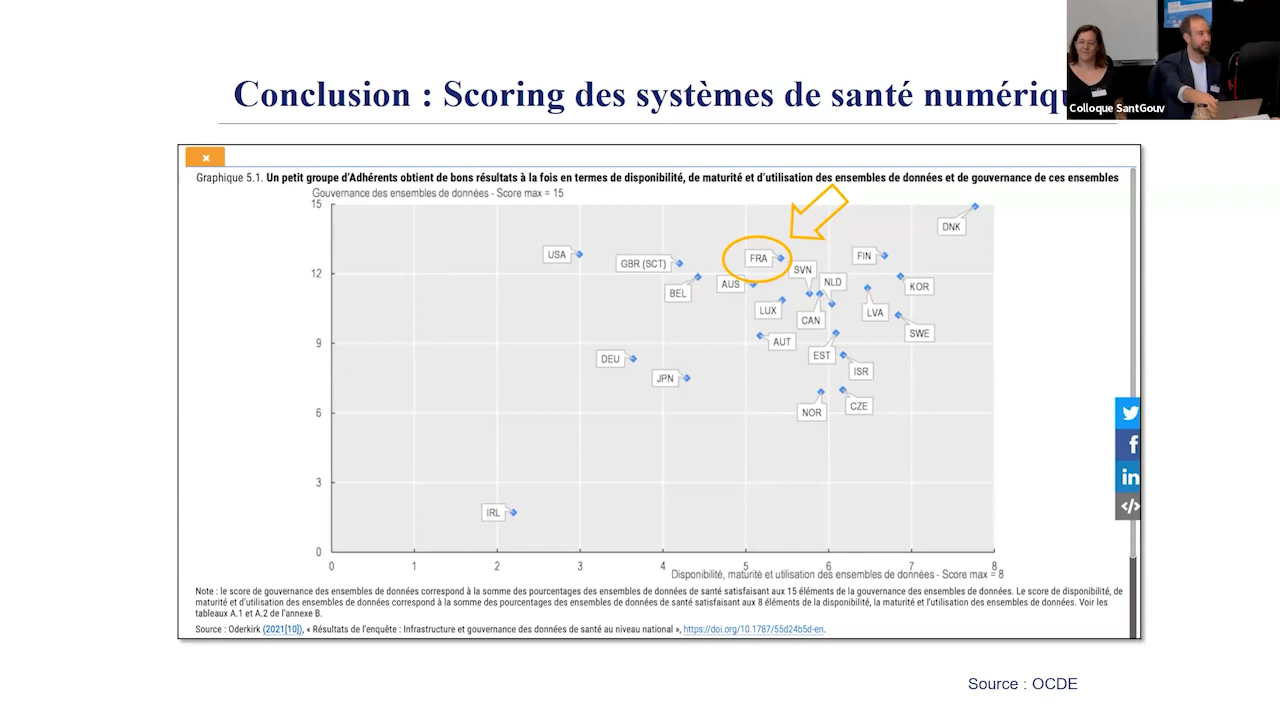 Conclusion : Scoring des systèmes de santé numériqu
Colloque SantGouv
Graphique 5.1. Un petit groupe d'Adhérents obtient de bons résultats à la fois en termes de disponibilité, de maturité et d'utilisation des ensembles de données et de gouvernance de ces ensembles
Gouvernance des ensembles de données - Score max = 15
15
DNK
USA
GBR (SCT)
FRA
FIN
12
SVN
BEL
AUS
NLD
KOR
LUX
CAN
LVA
SWE
9
AUT
DEU
EST
JPN
ISR
6
NOR
CZE
3
IRL
0
0 1 2 3 4 5 6 7 8
Disponibilité, maturité et utilisation des ensembles de données - Score max = 8
Note : le score de gouvernance des ensembles de données correspond à la somme des pourcentages des ensembles de données de santé satisfaisant aux 15 éléments de la gouvernance des ensembles de données. Le score de disponibilité, de
maturité et d'utilisation des ensembles de données correspond à la somme des pourcentages des ensembles de données de santé satisfaisant aux 8 éléments de la disponibilité, la maturité et l'utilisation des ensembles de données. Voir les
tableaux A.1 et A.2 de l'annexe B.
Source : Oderkirk (2021[10]), « Résultats de l'enquête : Infrastructure et gouvernance des données de santé au niveau national », https://doi.org/10.1787/55d24b5d-en.
Source : OCDE